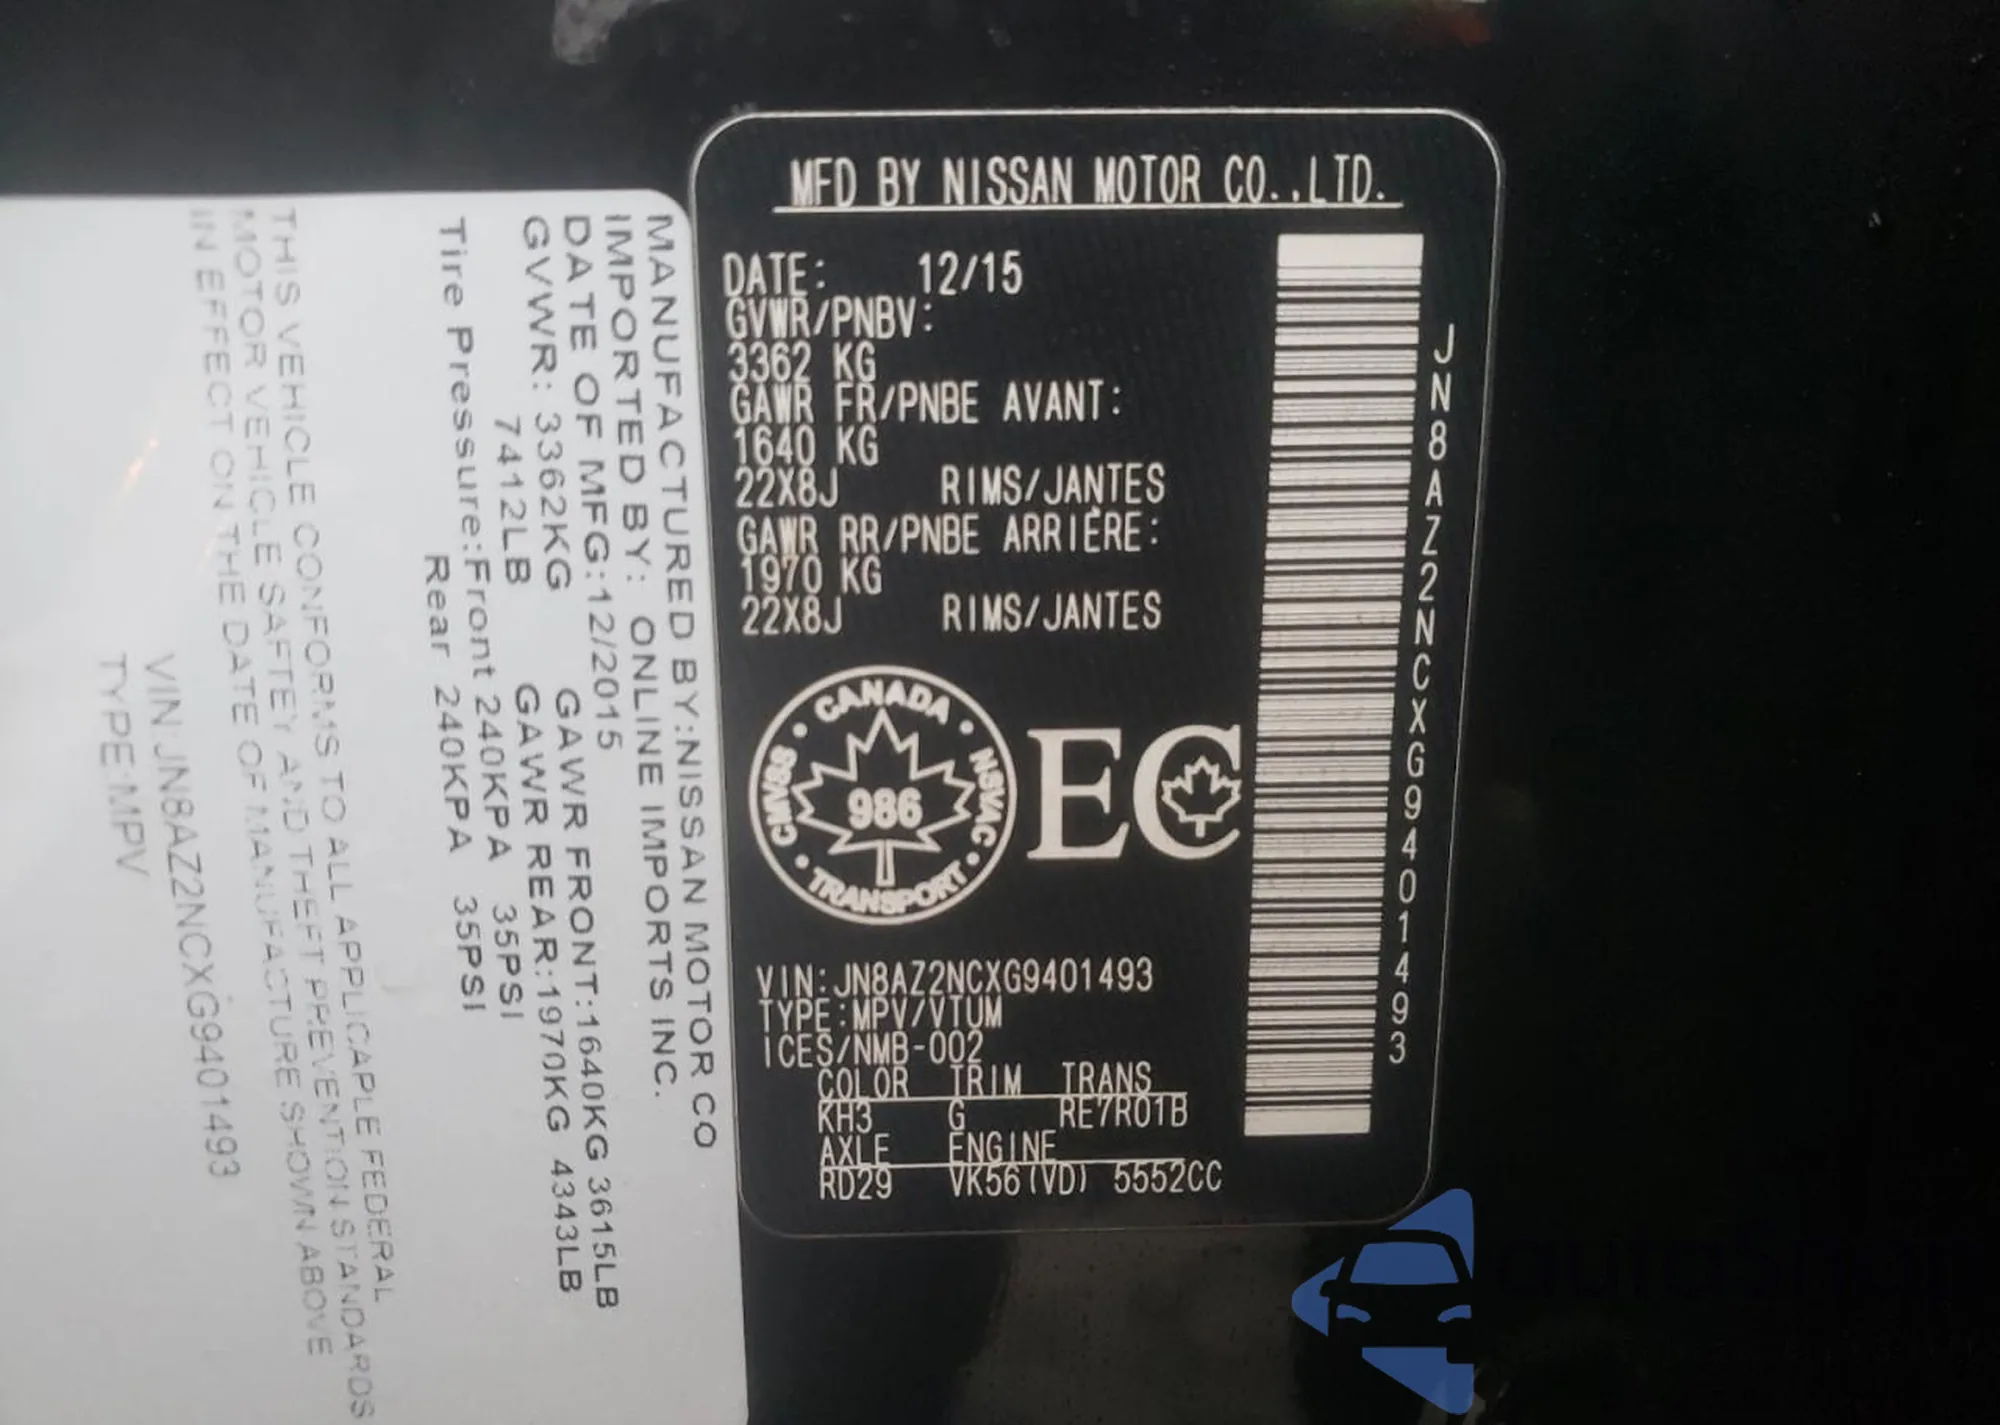 MFD BY NISSAN MOTOR CO.,LTD.
DATE: 12/15
GVWR/PNBV:
3362 KG
GAWR FR/PNBE AVANT:
1640 KG
22X8J RIMS/JANTES
GAWR RR/PNBE ARRIÈRE:
1970 KG
22X8J RIMS/JANTES
CANADA
NSVAC
TRANSPORT
CMVSS
986
EC
VIN:JN8AZ2NCXG9401493
TYPE:MPV/VTUM
ICES/NMB-002
COLOR TRIM TRANS
KH3 G RE7R01B
AXLE ENGINE
RD29 VK56(VD) 5552CC
JN8AZ2NCXG9401493
MANUFACTURED BY:NISSAN MOTOR CO
IMPORTED BY: ONLINE IMPORTS INC.
DATE OF MFG:12/2015
GVWR: 3362KG GAWR FRONT:1640KG 3615LB
7412LB GAWR REAR:1970KG 4343LB
Tire Pressure:Front 240KPA 35PSI
Rear 240KPA 35PSI
THIS VEHICLE CONFORMS TO ALL APPLICAPLE FEDERAL
MOTOR VEHICLE SAFTEY AND THEFT PREVENTION STANDARDS
IN EFFECT ON THE DATE OF MANUFACTURE SHOWN ABOVE
VIN:JN8AZ2NCXG9401493
TYPE:MPV